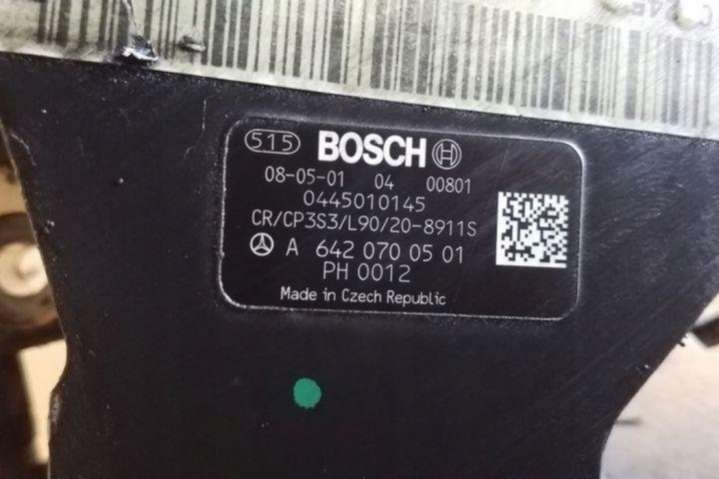 515 BOSCH
08-05-01 04 00801
0445010145
CR/CP3S3/L90/20-8911S
A 642 070 05 01
PH 0012
Made in Czech Republic